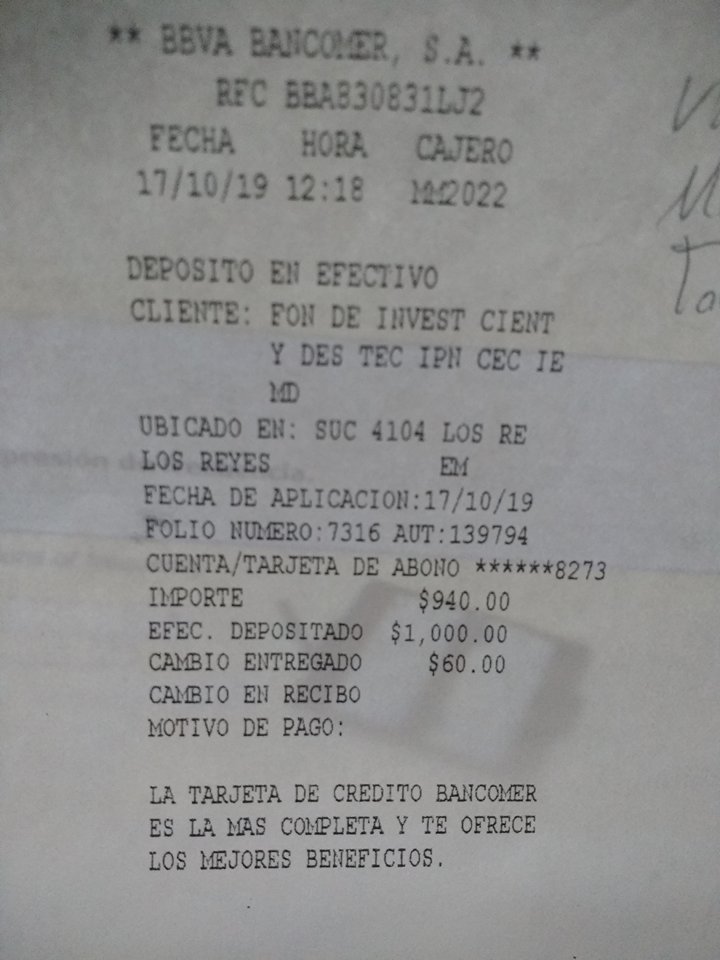 ** BBVA BANCOMER, S.A. **
RFC BBA830831LJ2
FECHA HORA CAJERO
17/10/19 12:18 MM2022
DEPOSITO EN EFECTIVO
CLIENTE: FON DE INVEST CIENT
Y DES TEC IPN CEC IE
MD
UBICADO EN: SUC 4104 LOS RE
LOS REYES EM
FECHA DE APLICACION:17/10/19
FOLIO NUMERO:7316 AUT:139794
CUENTA/TARJETA DE ABONO ******8273
IMPORTE $940.00
EFEC. DEPOSITADO $1,000.00
CAMBIO ENTREGADO $60.00
CAMBIO EN RECIBO
MOTIVO DE PAGO:
LA TARJETA DE CREDITO BANCOMER
ES LA MAS COMPLETA Y TE OFRECE
LOS MEJORES BENEFICIOS.